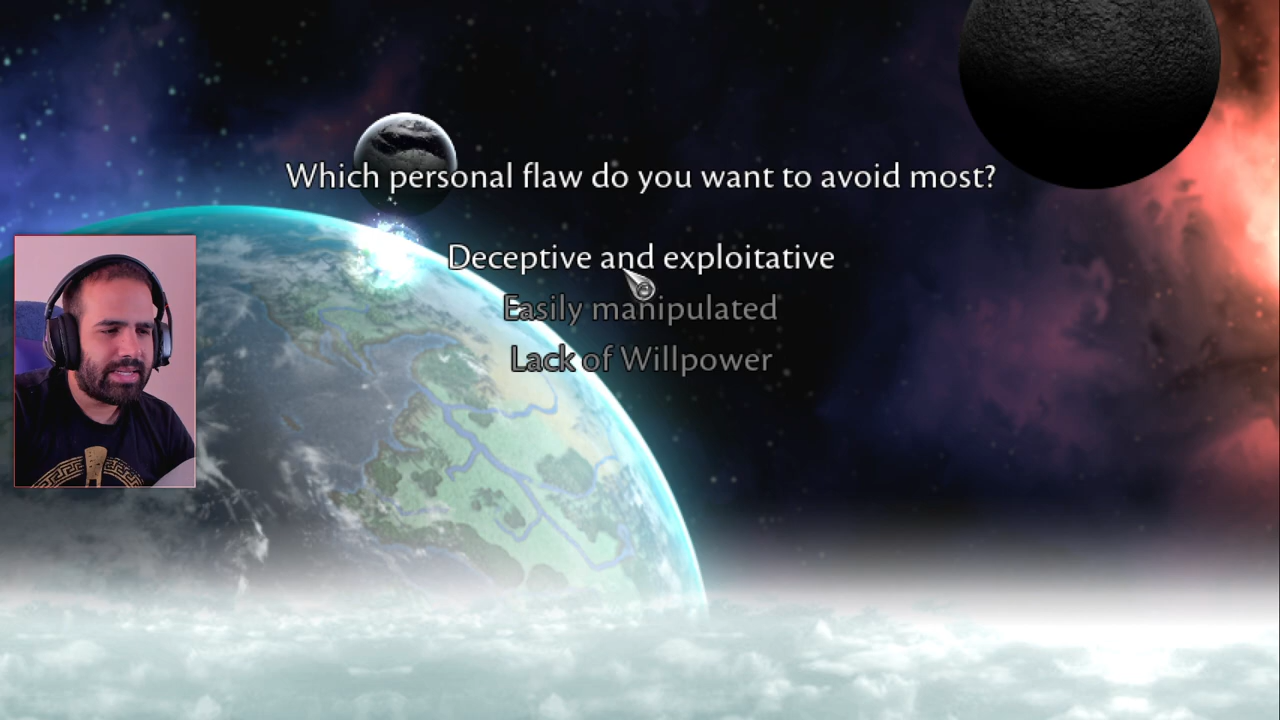 Which personal flaw do you want to avoid most?
Deceptive and exploitative
Easily manipulated
Lack of Willpower